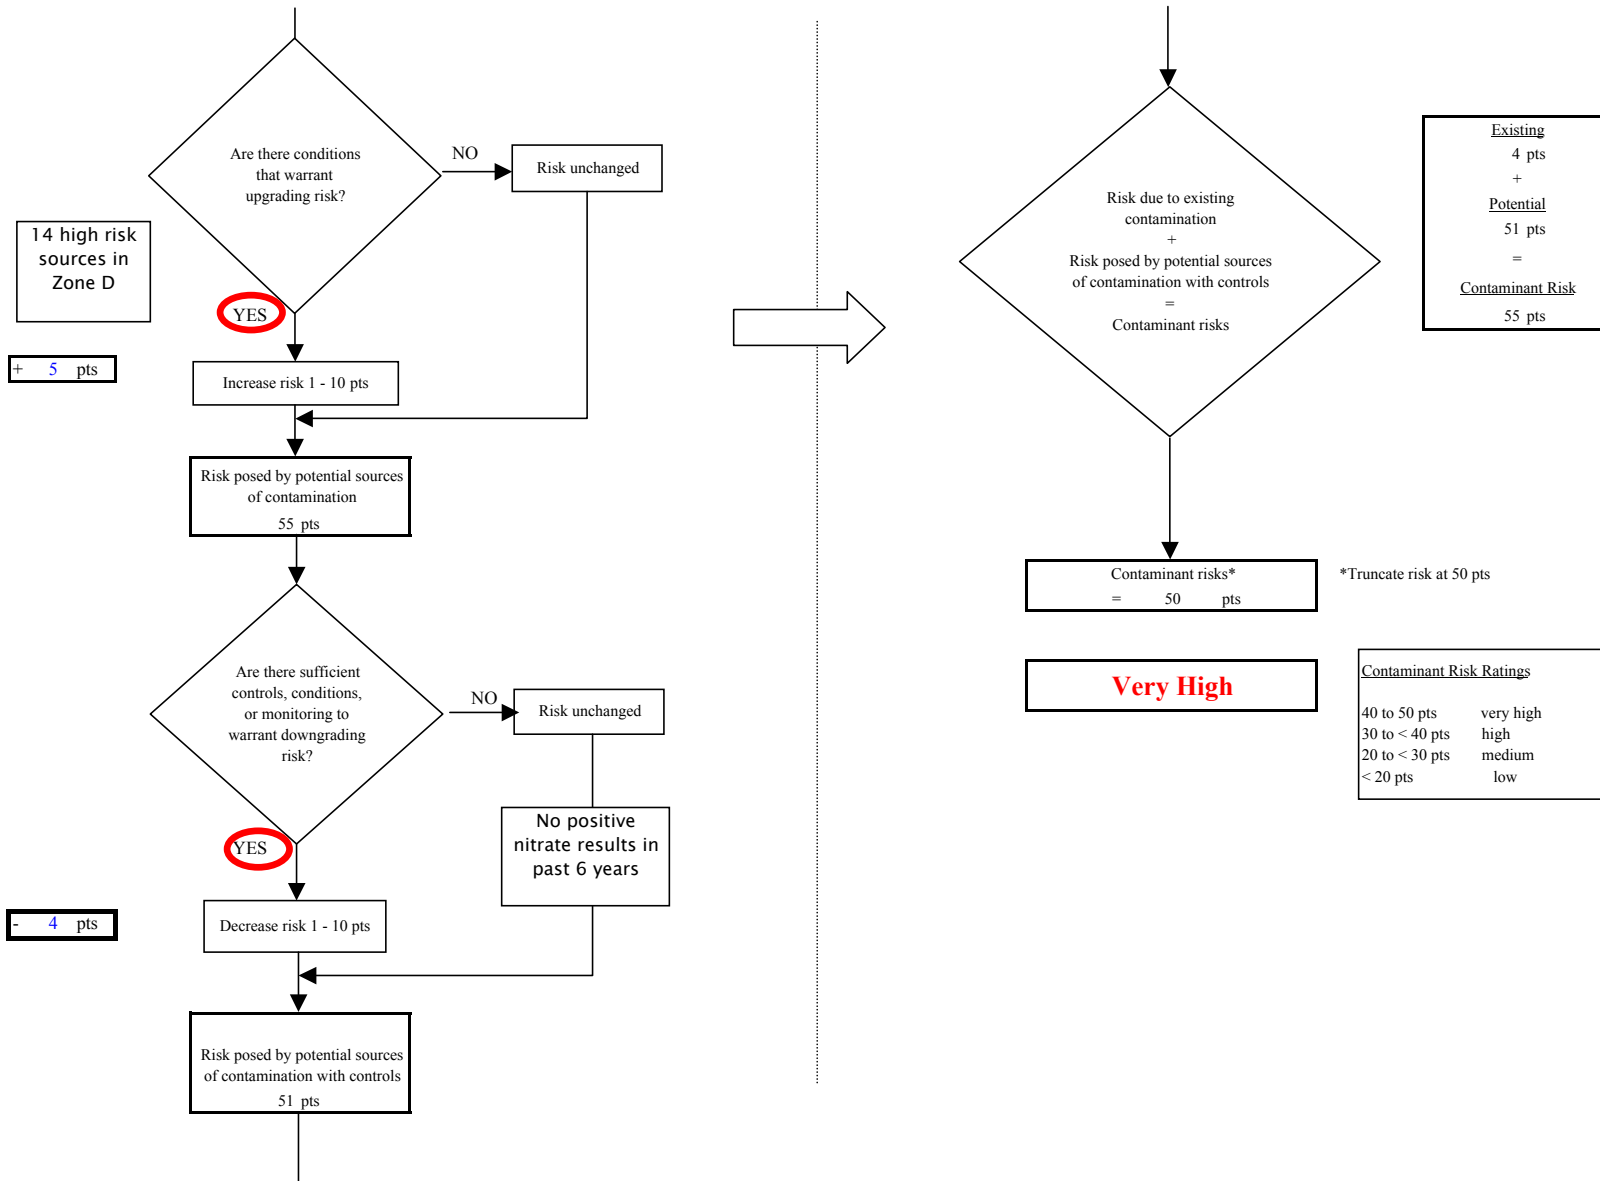 Are there conditions
that warrant
upgrading risk?
NO
Risk unchanged
14 high risk
sources in
Zone D
YES
+ 5 pts
Increase risk 1 - 10 pts
Risk posed by potential sources
of contamination
55 pts
Are there sufficient
controls, conditions,
or monitoring to
warrant downgrading
risk?
NO
Risk unchanged
No positive
nitrate results in
past 6 years
YES
- 4 pts
Decrease risk 1 - 10 pts
Risk posed by potential sources
of contamination with controls
51 pts
Risk due to existing
contamination
+
Risk posed by potential sources
of contamination with controls
=
Contaminant risks
Existing
4 pts
+
Potential
51 pts
=
Contaminant Risk
55 pts
Contaminant risks*
= 50 pts
*Truncate risk at 50 pts
Very High
Contaminant Risk Ratings
40 to 50 pts very high
30 to < 40 pts high
20 to < 30 pts medium
< 20 pts low